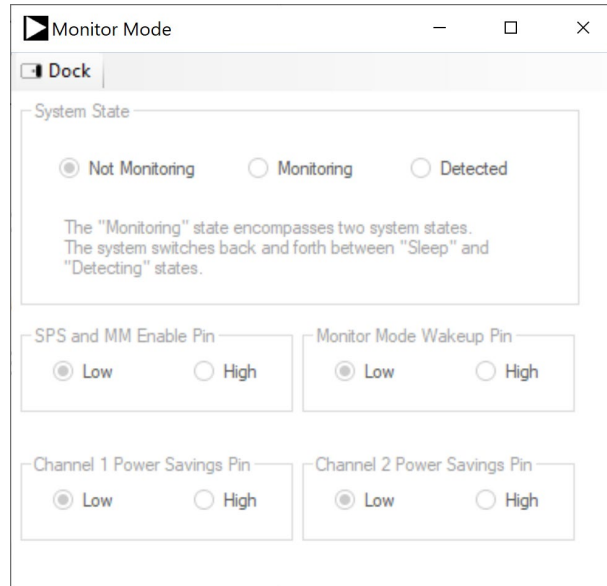 Monitor Mode
Dock
System State
Not Monitoring Monitoring Detected
The "Monitoring" state encompasses two system states.
The system switches back and forth between "Sleep" and
"Detecting" states.
SPS and MM Enable Pin Monitor Mode Wakeup Pin
Low High Low High
Channel 1 Power Savings Pin Channel 2 Power Savings Pin
Low High Low High